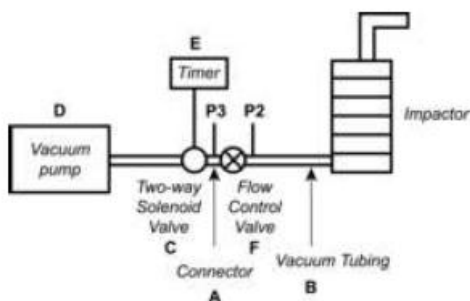 E
Timer
D
P3
P2
Impactor
Vacuum
pump
Two-way
Solenoid
Valve
C
Flow
Control
Valve
F
Vacuum Tubing
B
Connector
A